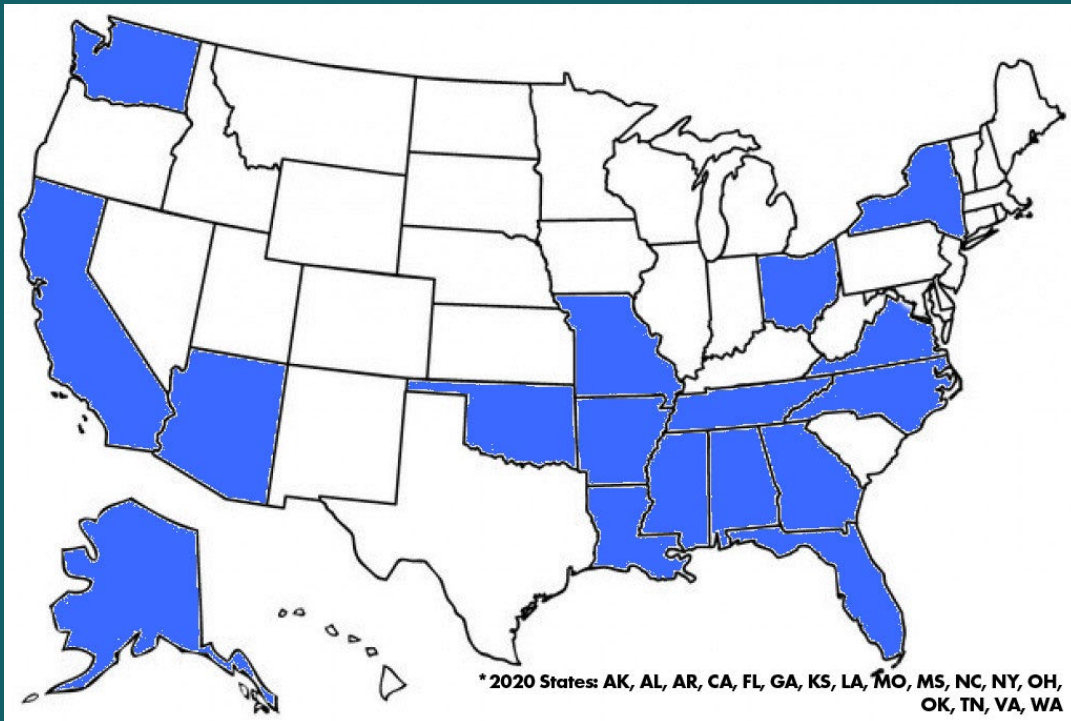 *2020 States: AK, AL, AR, CA, FL, GA, KS, LA, MO, MS, NC, NY, OH,
OK, TN, VA, WA